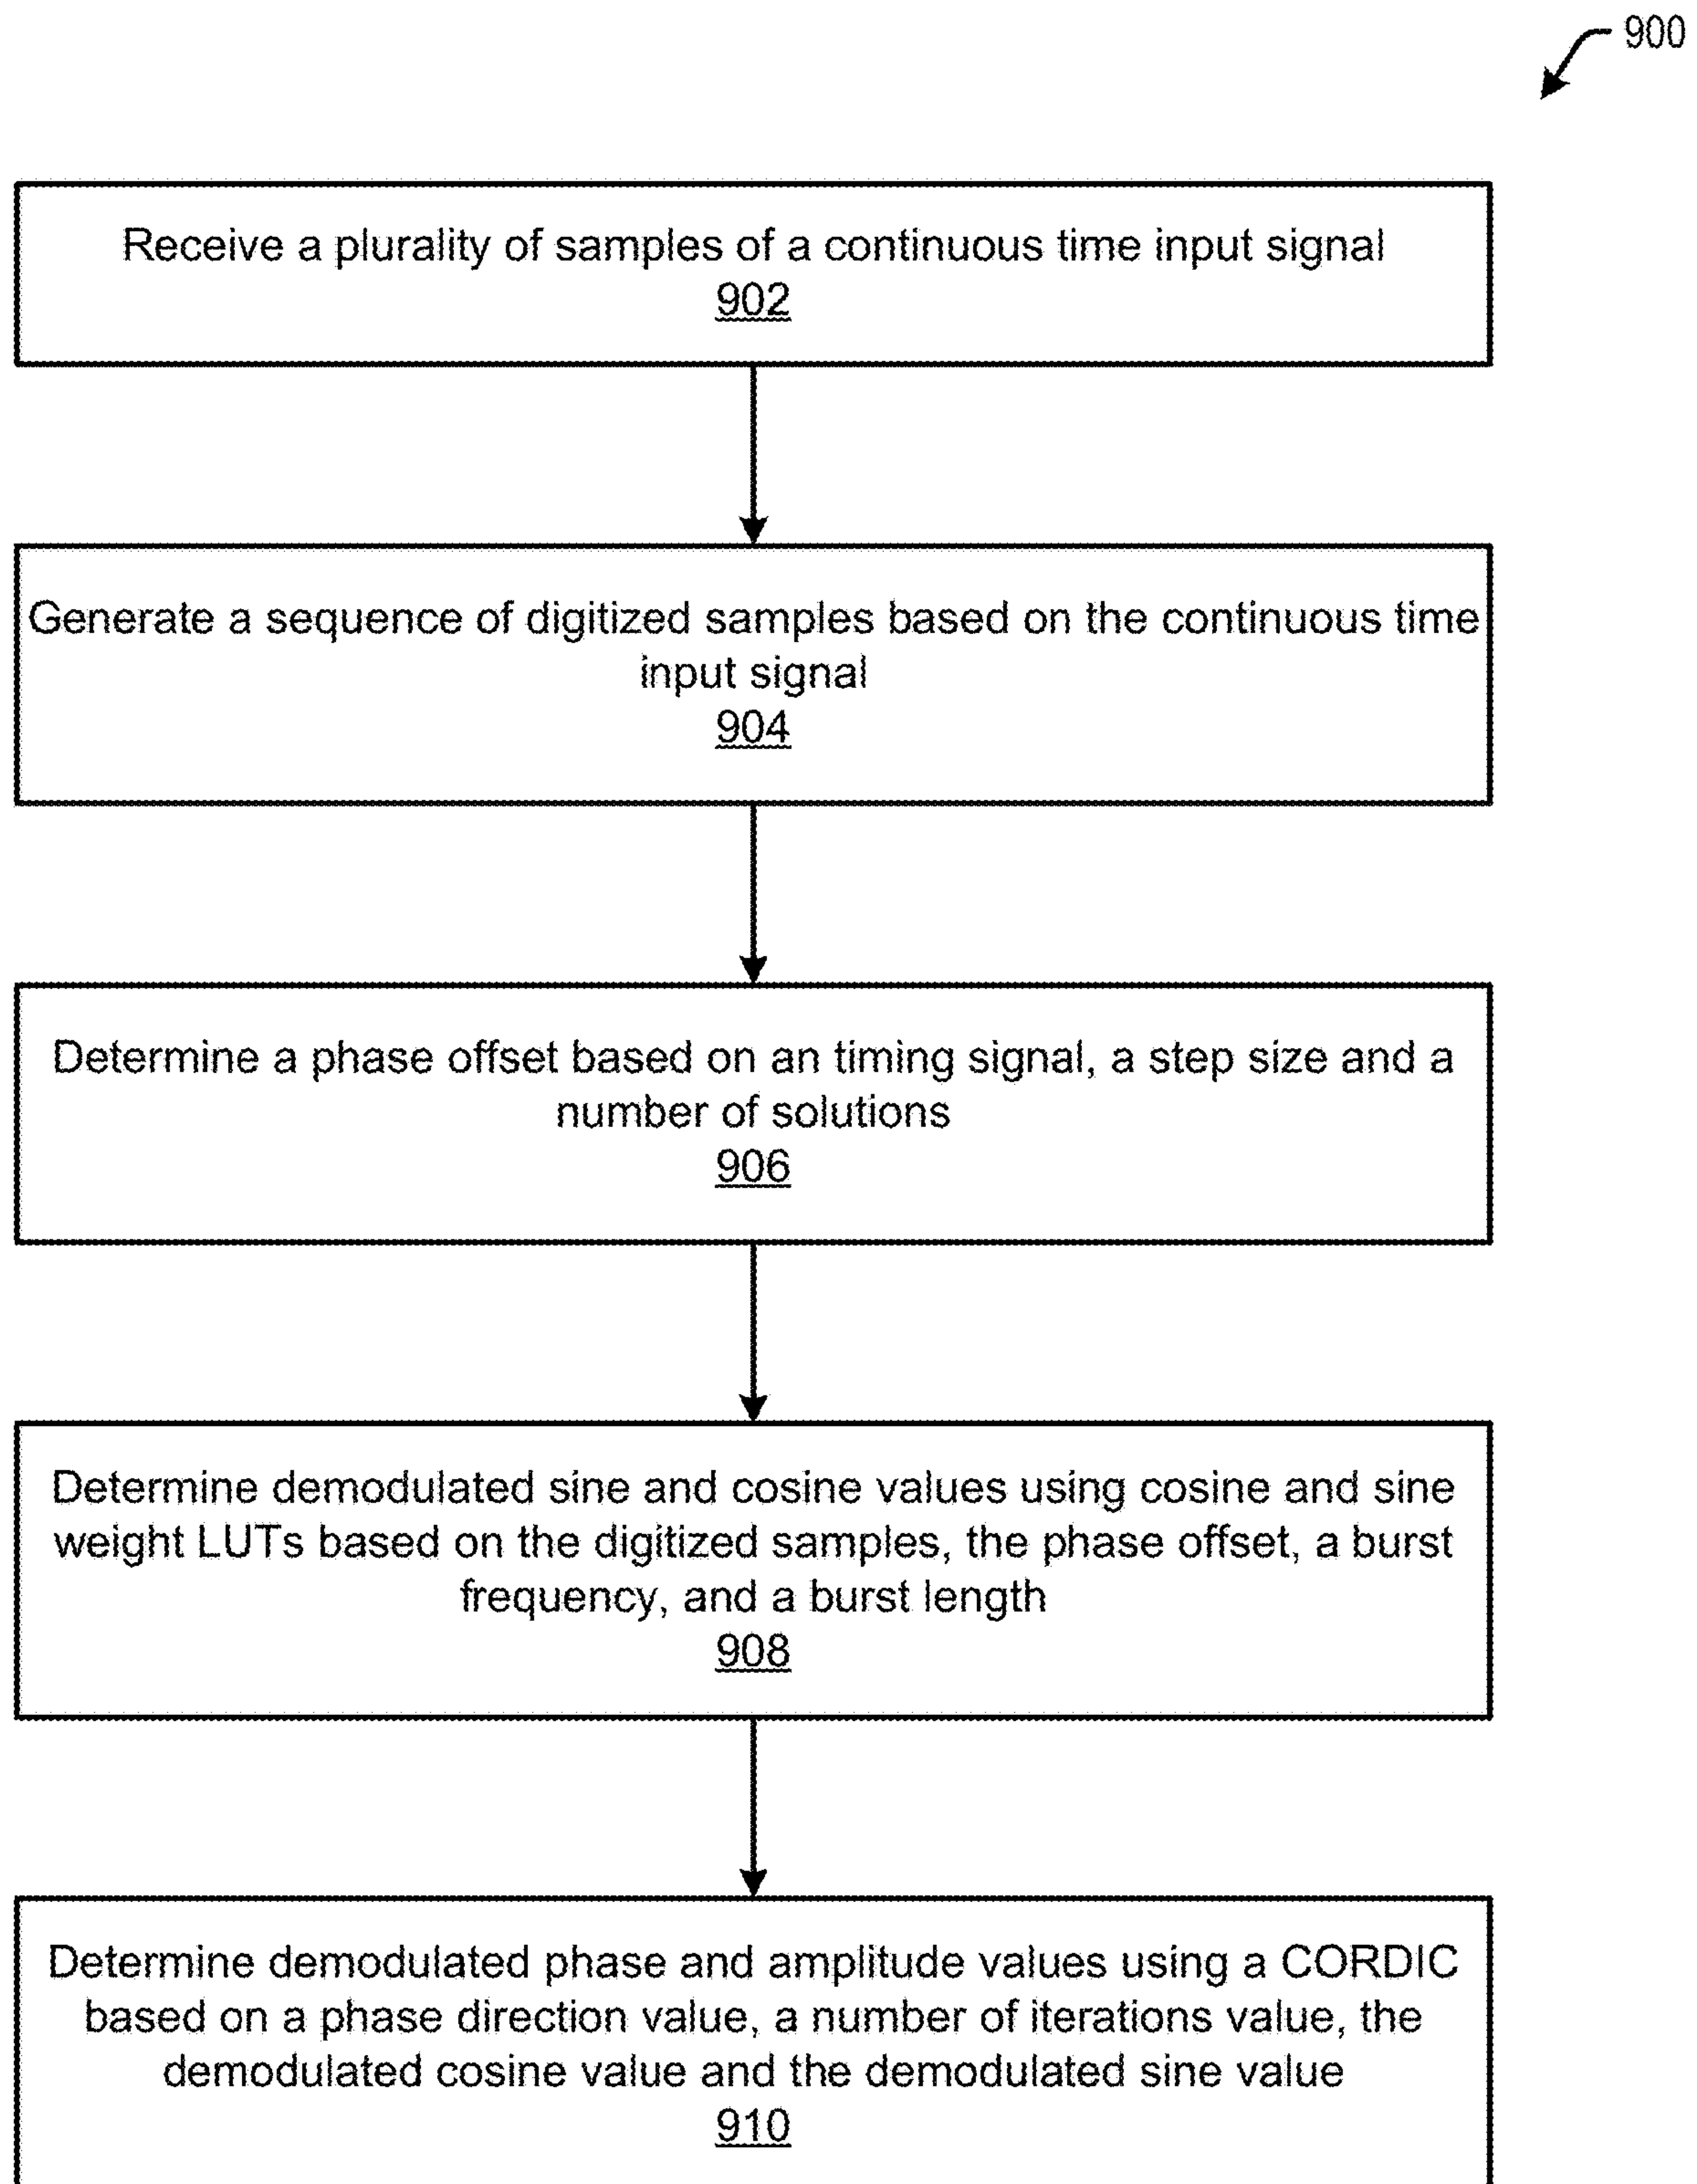 900
Receive a plurality of samples of a continuous time input signal
902
Generate a sequence of digitized samples based on the continuous time
input signal
904
Determine a phase offset based on an timing signal, a step size and a
number of solutions
906
Determine demodulated sine and cosine values using cosine and sine
weight LUTs based on the digitized samples, the phase offset, a burst
frequency, and a burst length
908
Determine demodulated phase and amplitude values using a CORDIC
based on a phase direction value, a number of iterations value, the
demodulated cosine value and the demodulated sine value
910